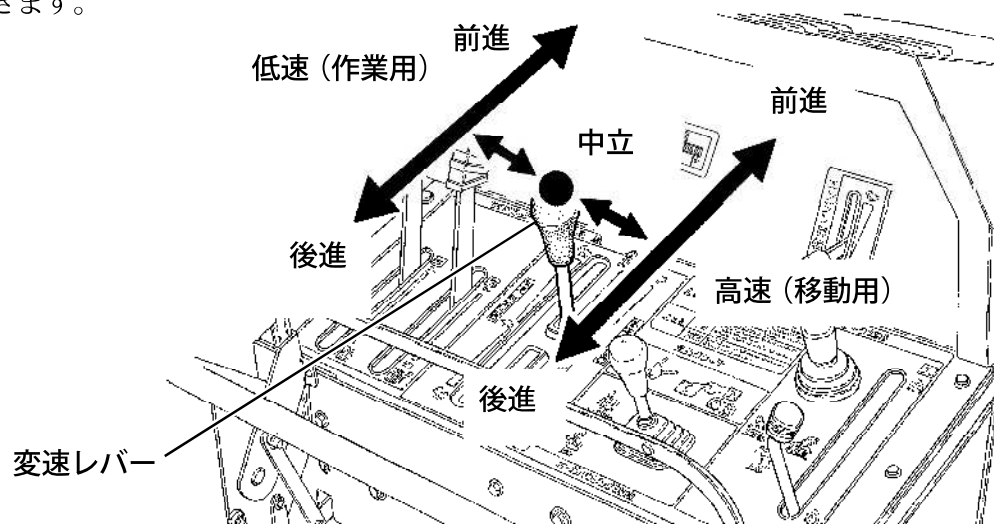 きます。
前進
低速（作業用）
前進
中立
後進
高速（移動用）
後進
変速レバー